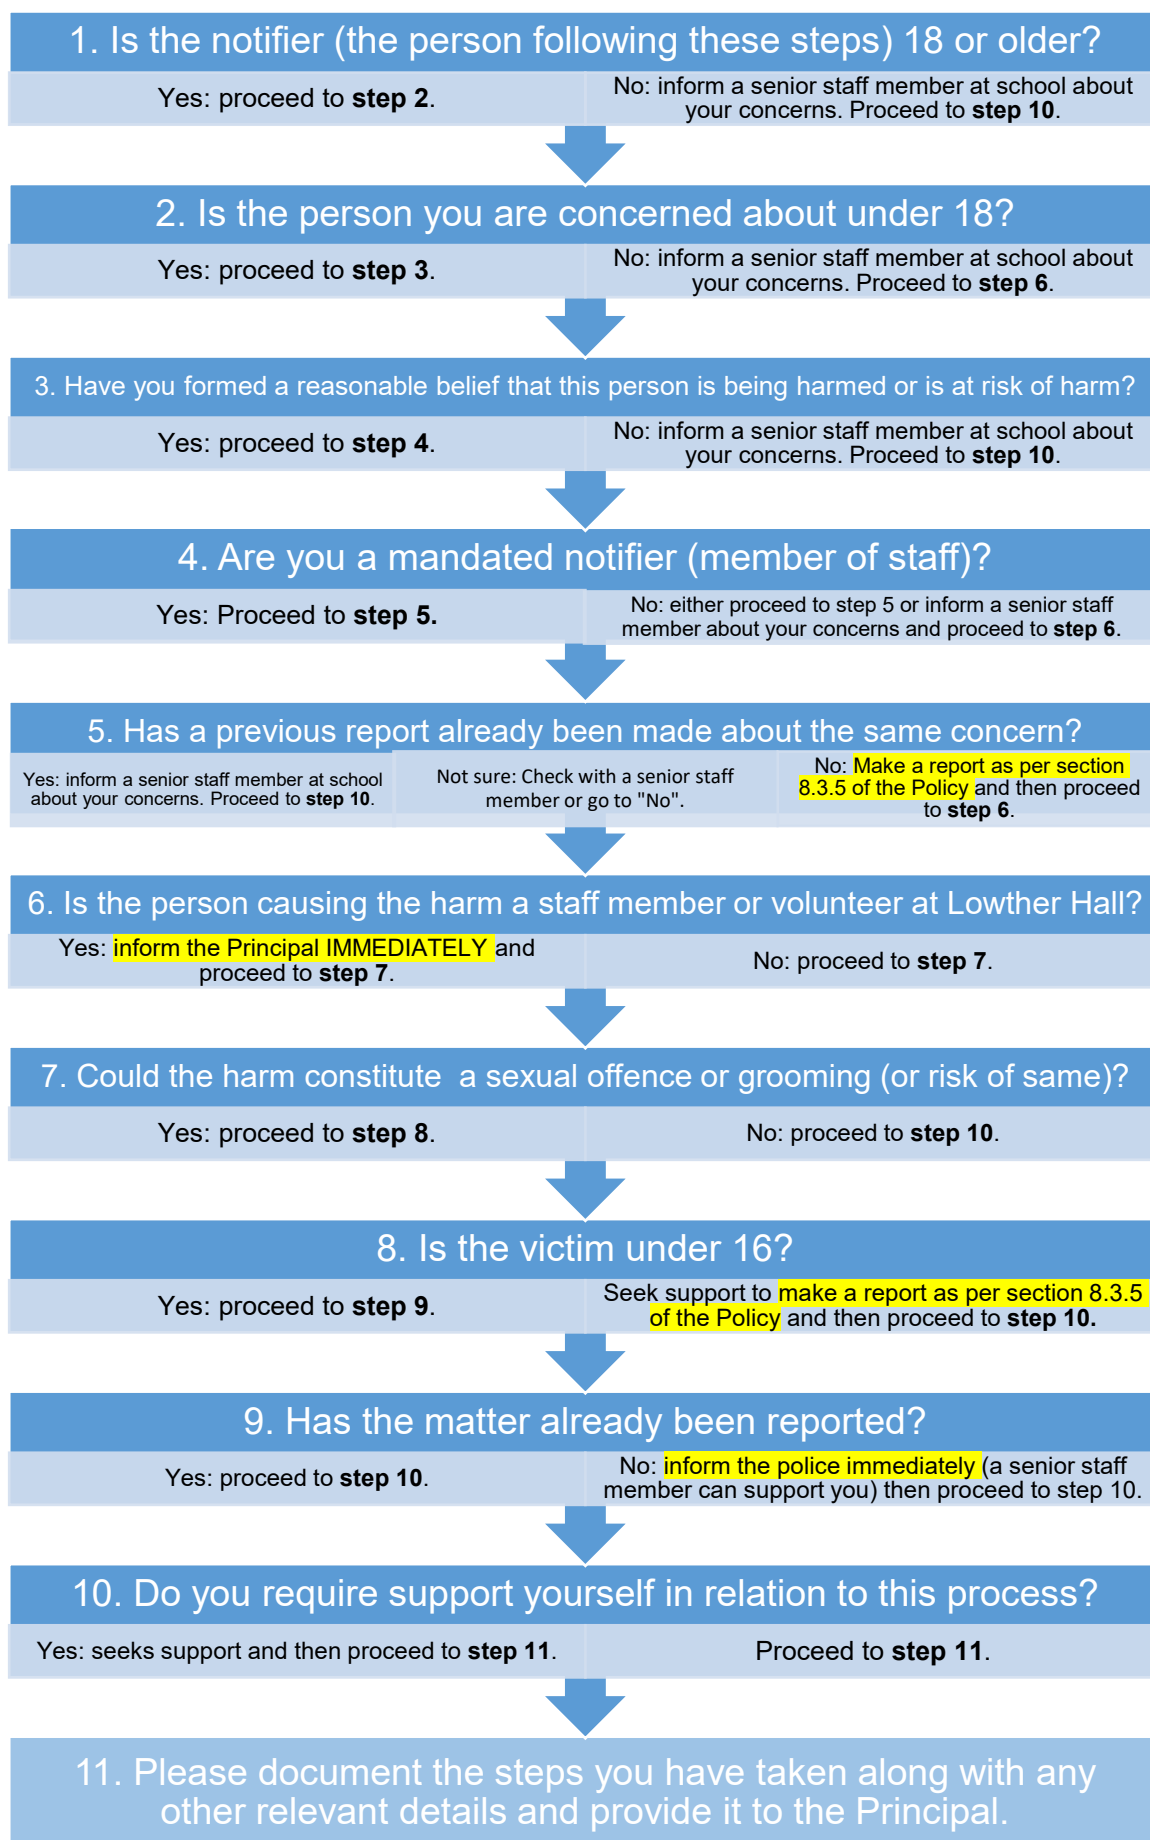 1. Is the notifier (the person following these steps) 18 or older?
Yes: proceed to step 2.
No: inform a senior staff member at school about
your concerns. Proceed to step 10.
2. Is the person you are concerned about under 18?
Yes: proceed to step 3.
No: inform a senior staff member at school about
your concerns. Proceed to step 6.
3. Have you formed a reasonable belief that this person is being harmed or is at risk of harm?
Yes: proceed to step 4.
No: inform a senior staff member at school about
your concerns. Proceed to step 10.
4. Are you a mandated notifier (member of staff)?
Yes: Proceed to step 5.
No: either proceed to step 5 or inform a senior staff
member about your concerns and proceed to step 6.
5. Has a previous report already been made about the same concern?
Yes: inform a senior staff member at school
about your concerns. Proceed to step 10.
Not sure: Check with a senior staff
member or go to "No".
No: Make a report as per section
8.3.5 of the Policy and then proceed
to step 6.
6. Is the person causing the harm a staff member or volunteer at Lowther Hall?
Yes: inform the Principal IMMEDIATELY and
proceed to step 7.
No: proceed to step 7.
7. Could the harm constitute  a sexual offence or grooming (or risk of same)?
Yes: proceed to step 8.
No: proceed to step 10.
8. Is the victim under 16?
Yes: proceed to step 9.
Seek support to make a report as per section 8.3.5
of the Policy and then proceed to step 10.
9. Has the matter already been reported?
Yes: proceed to step 10.
No: inform the police immediately (a senior staff
member can support you) then proceed to step 10.
10. Do you require support yourself in relation to this process?
Yes: seeks support and then proceed to step 11.
Proceed to step 11.
11. Please document the steps you have taken along with any
other relevant details and provide it to the Principal.